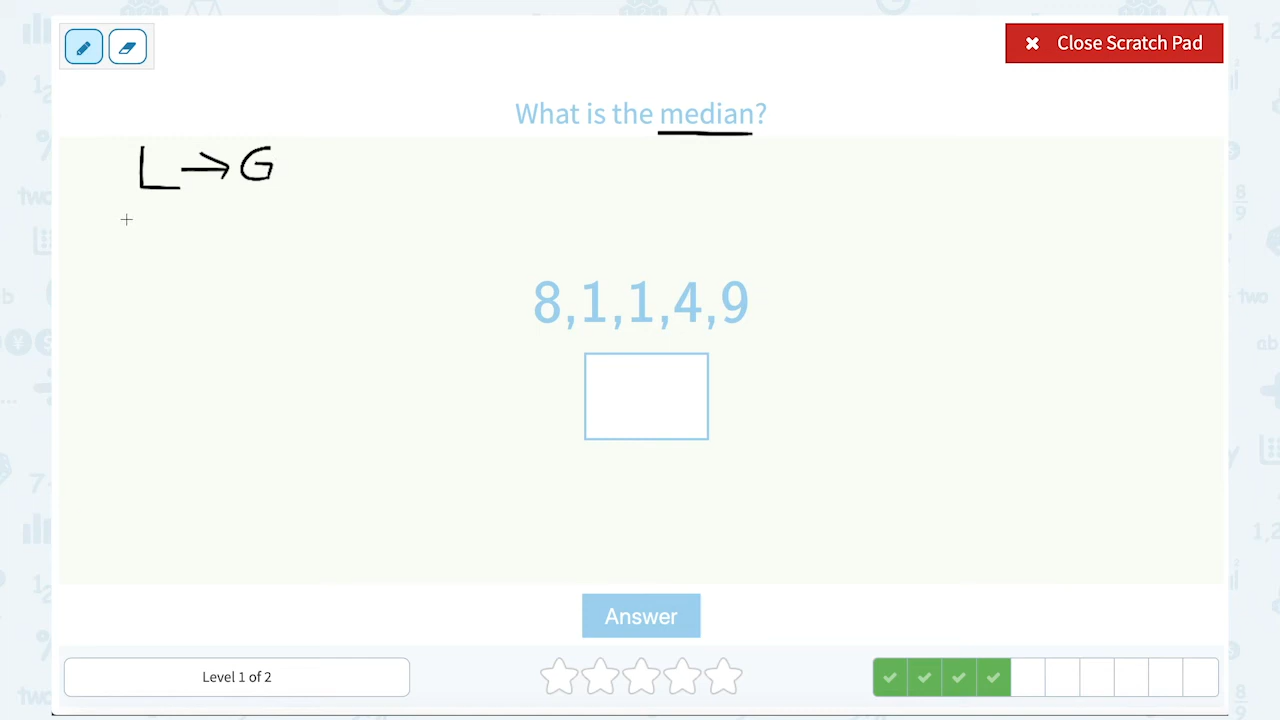 Close Scratch Pad
What is the median?
L → G
8,1,1,4,9
Answer
Level 1 of 2